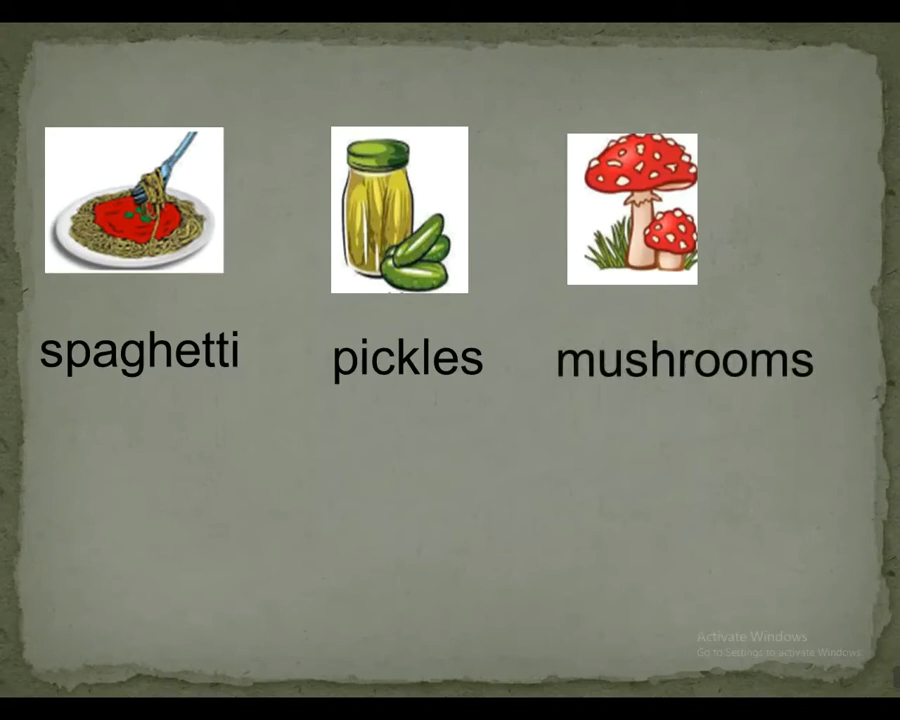 spaghetti pickles mushrooms
Activate Windows
Go to Settings to activate Windows.